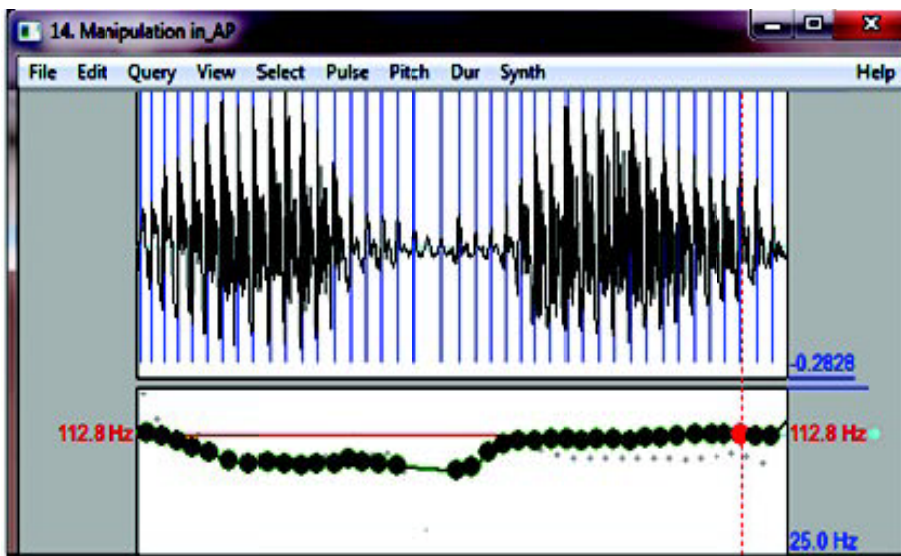 14. Manipulation in_AP
File Edit Query View Select Pulse Pitch Dur Synth Help
-0.2828
112.8 Hz 112.8 Hz
25.0 Hz